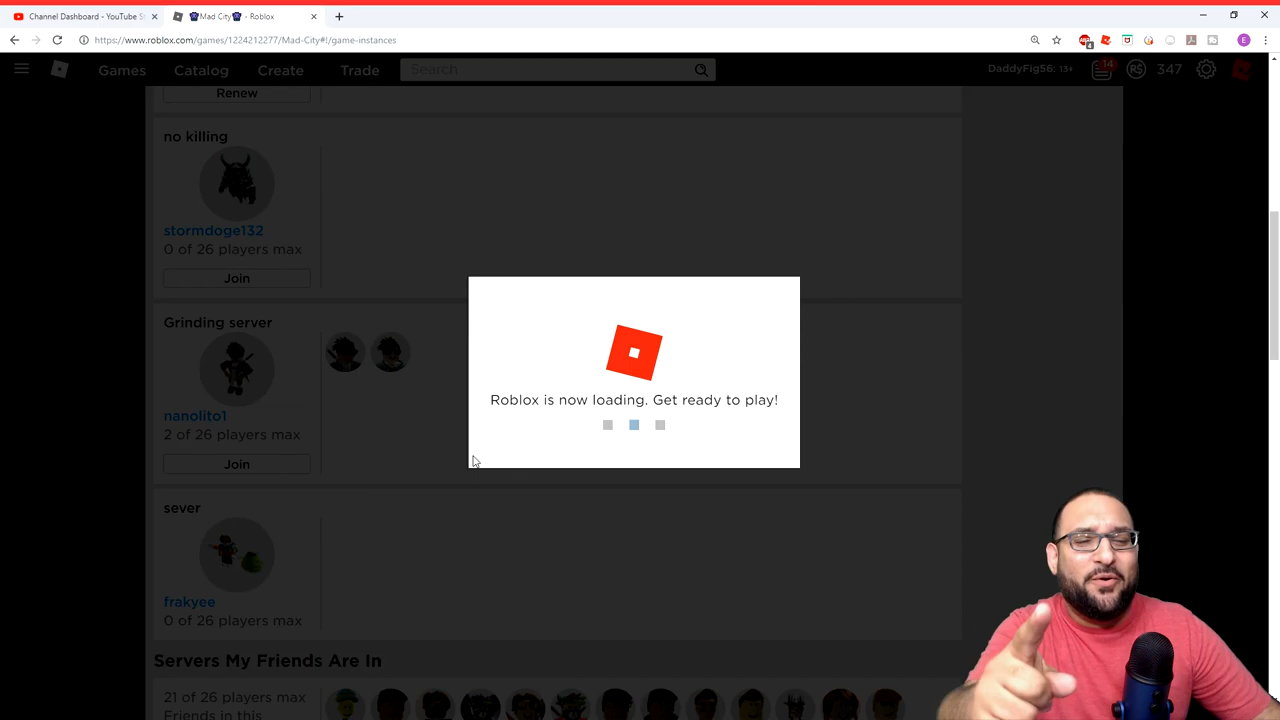 Channel Dashboard - YouTube S
Mad City - Roblox
https://www.roblox.com/games/1224212277/Mad-City#!/game-instances
4
E
Games
Catalog
Create
Trade
Search
DaddyFig56: 13+
14
R$
347
Renew
no killing
stormdoge132
0 of 26 players max
Join
Grinding server
nanolito1
2 of 26 players max
Join
sever
frakyee
0 of 26 players max
Roblox is now loading. Get ready to play!
Servers My Friends Are In
21 of 26 players max
Friends in this